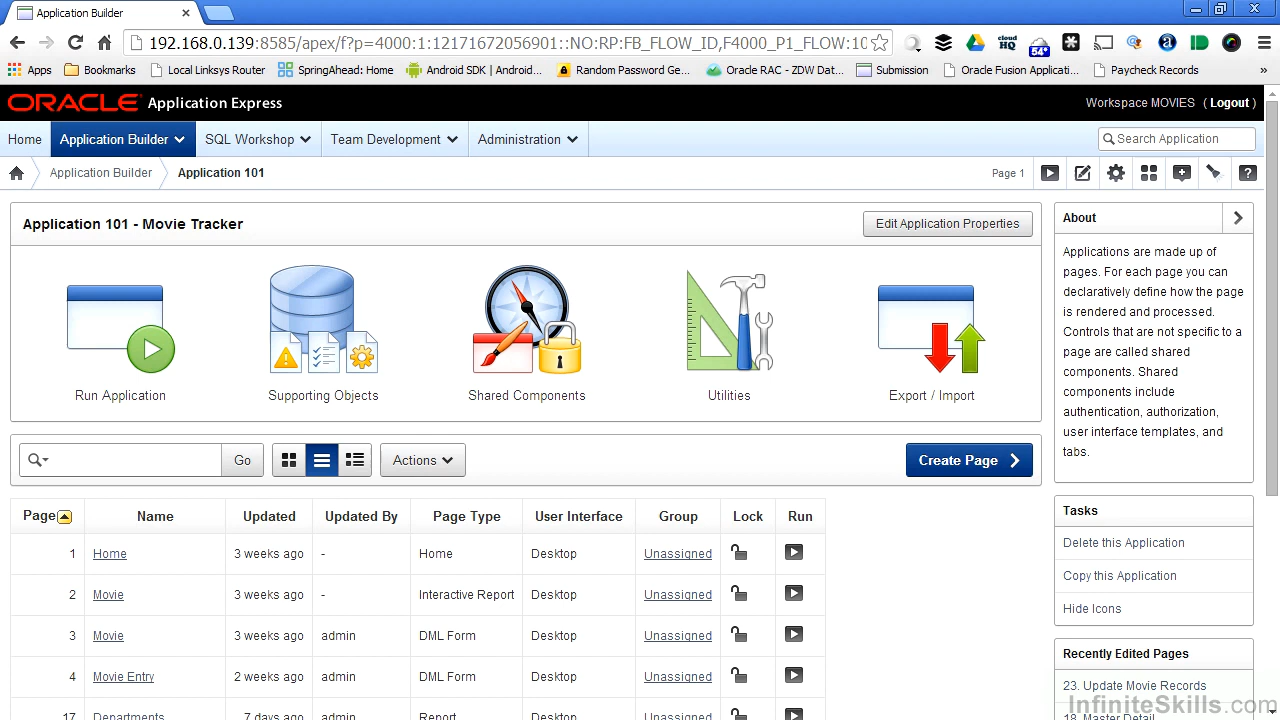 Application Builder
192.168.0.139:8585/apex/f?p=4000:1:1217167205​6901::NO:RP:FB_FLOW_ID,F4000_P1_FLOW:10
54°
cloud HQ
Apps Bookmarks Local Linksys Router SpringAhead: Home Android SDK | Android... Random Password Ge... Oracle RAC - ZDW Dat... Submission Oracle Fusion Applicati... Paycheck Records »
ORACLE Application Express
Workspace MOVIES ( Logout )
Home Application Builder SQL Workshop Team Development Administration Search Application
Application Builder Application 101 Page 1
Application 101 - Movie Tracker Edit Application Properties
Run Application Supporting Objects Shared Components Utilities Export / Import
Go Actions Create Page
Page Name Updated Updated By Page Type User Interface Group Lock Run
1 Home 3 weeks ago - Home Desktop Unassigned
2 Movie 3 weeks ago - Interactive Report Desktop Unassigned
3 Movie 3 weeks ago admin DML Form Desktop Unassigned
4 Movie Entry 2 weeks ago admin DML Form Desktop Unassigned
17 Departments 7 days ago admin Report Desktop Unassigned
About
Applications are made up of
pages. For each page you can
declaratively define how the page
is rendered and processed.
Controls that are not specific to a
page are called shared
components. Shared
components include
authentication, authorization,
user interface templates, and
tabs.
Tasks
Delete this Application
Copy this Application
Hide Icons
Recently Edited Pages
23. Update Movie Records
18. Master Detail
InfiniteSkills.com